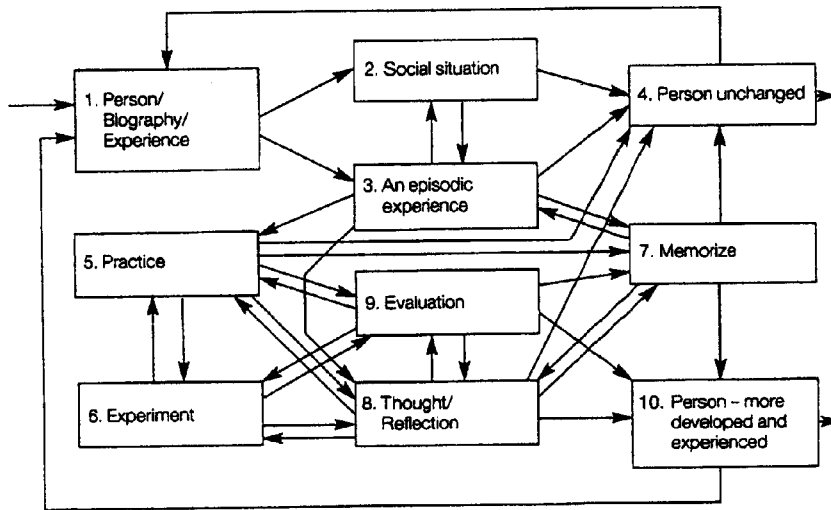 1. Person/
Biography/
Experience
2. Social situation
3. An episodic
experience
4. Person unchanged
5. Practice
6. Experiment
7. Memorize
8. Thought/
Reflection
9. Evaluation
10. Person – more
developed and
experienced